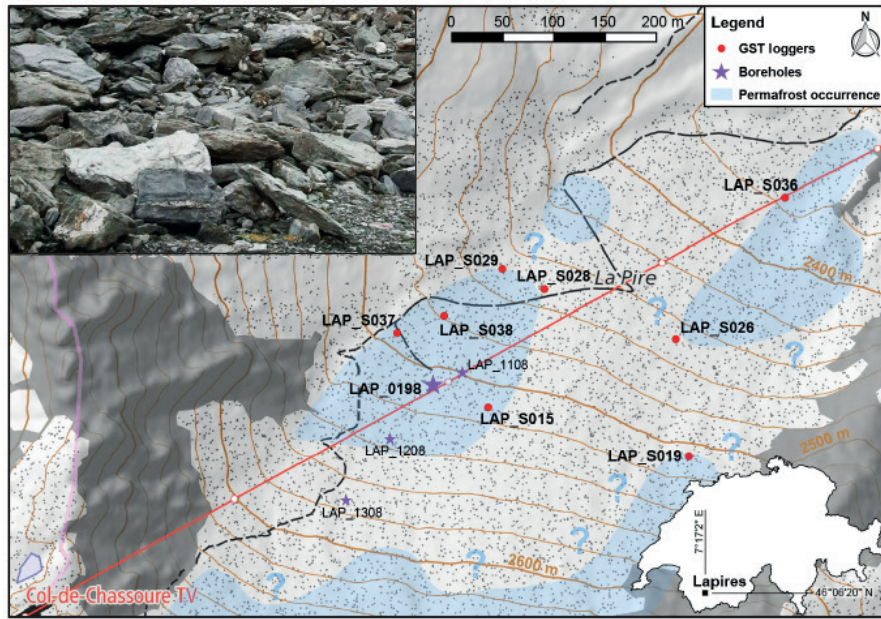 0 50 100 150 200 m
Legend
GST loggers
Boreholes
Permafrost occurrence
N
LAP_S036
?
LAP_S029
LAP_S028
La Pire
2400 m
LAP_S037
LAP_S038
?
LAP_S026
?
LAP_1108
LAP_0198
LAP_S015
LAP_1208
2500 m
?
LAP_S019
?
LAP_1308
?
?
7°17'2" E
2600 m
?
?
Lapires
46°06'20" N
Col-de-Chassoure TV